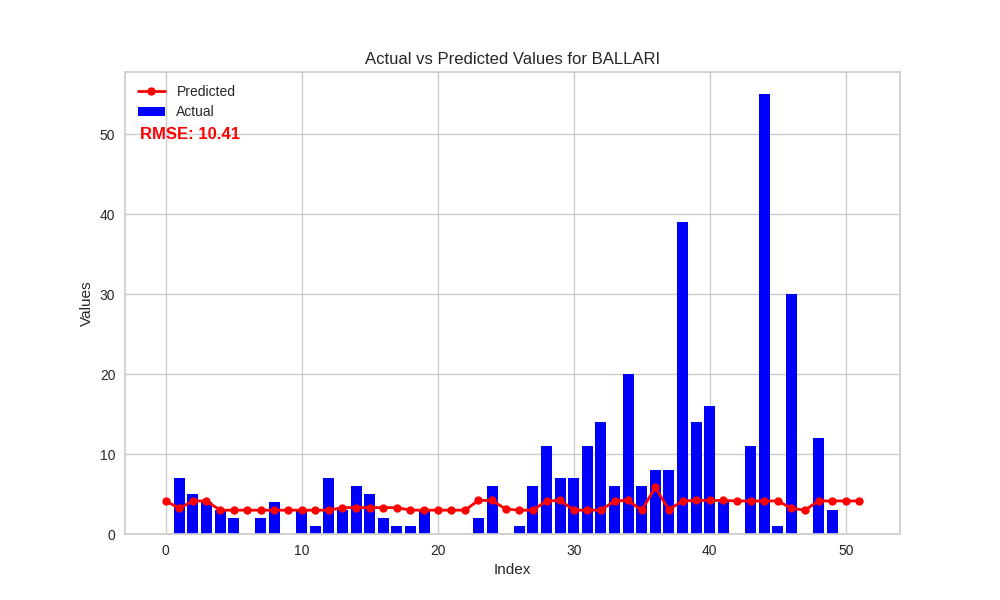 Actual vs Predicted Values for BALLARI
Predicted
Actual
RMSE: 10.41
Values
50
40
30
20
10
0
0 10 20 30 40 50
Index